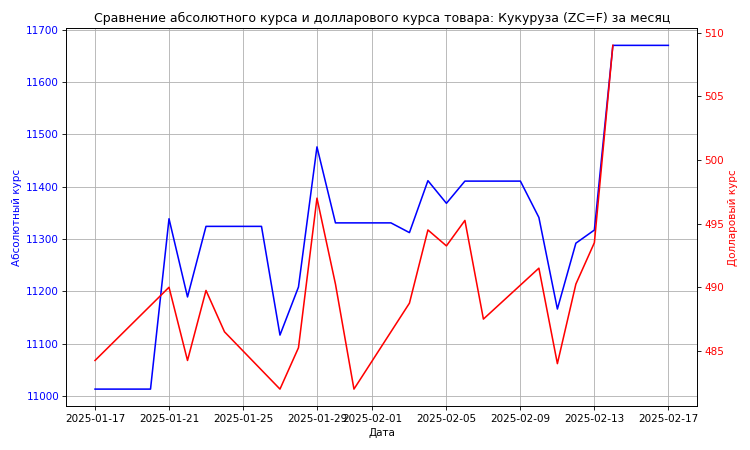 Сравнение абсолютного курса и долларового курса товара: Кукуруза (ZC=F) за месяц
11700
11600
11500
11400
11300
11200
11100
11000
Абсолютный курс
510
505
500
495
490
485
Долларовый курс
2025-01-17 2025-01-21 2025-01-25 2025-01-29 2025-02-01 2025-02-05 2025-02-09 2025-02-13 2025-02-17
Дата